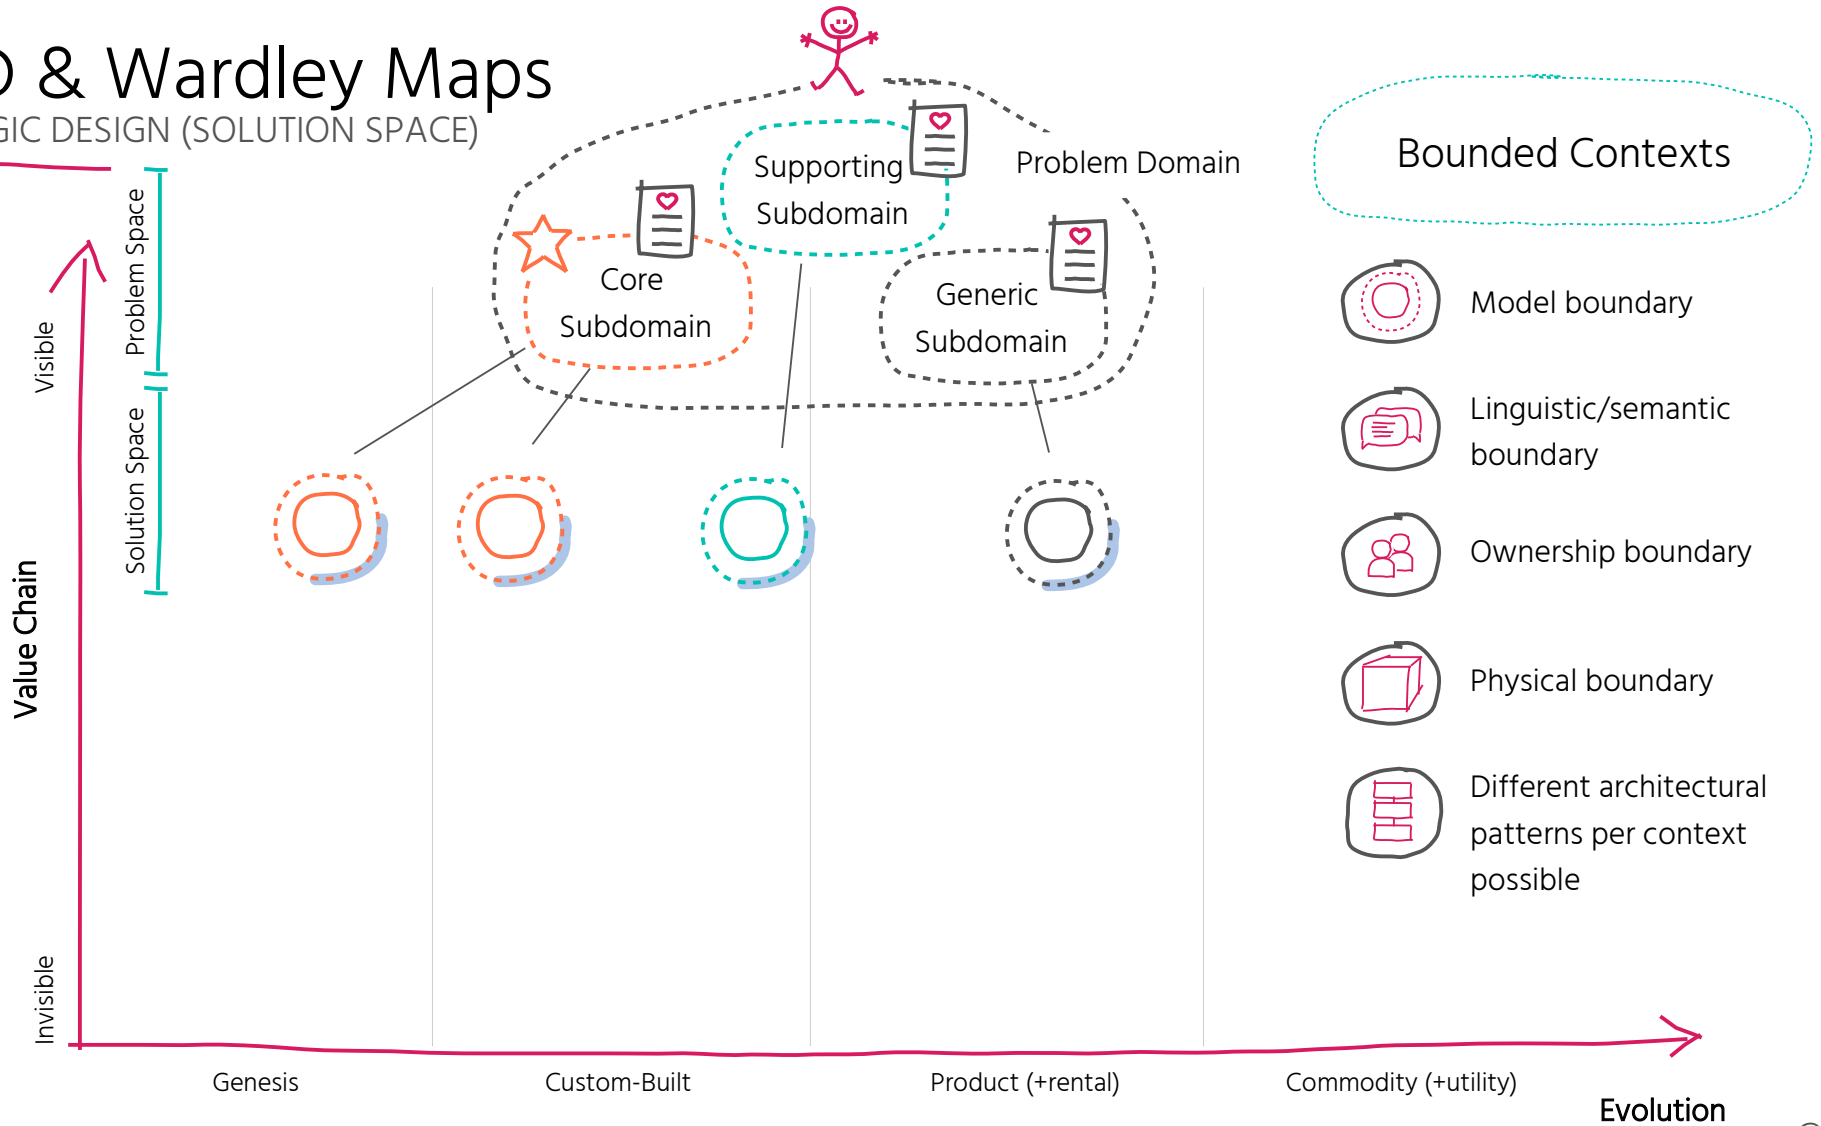 D & Wardley Maps
GIC DESIGN (SOLUTION SPACE)
Problem Domain
Supporting
Subdomain
Core
Subdomain
Generic
Subdomain
Problem Space
Solution Space
Visible
Value Chain
Invisible
Genesis
Custom-Built
Product (+rental)
Commodity (+utility)
Evolution
Bounded Contexts
Model boundary
Linguistic/semantic
boundary
Ownership boundary
Physical boundary
Different architectural
patterns per context
possible